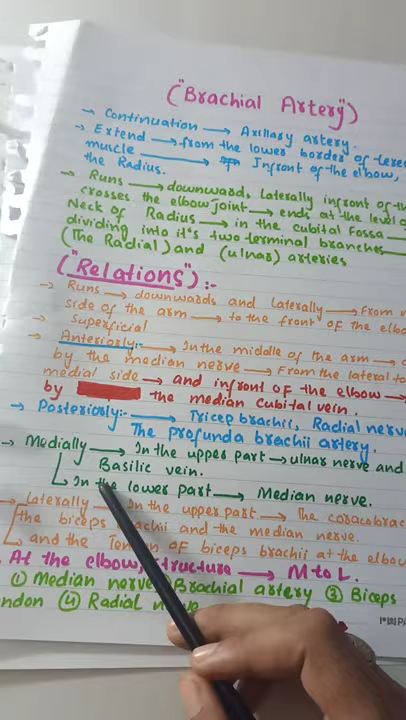 ("Brachial Artery")
→ Continuation → Axillary artery.
→ Extend → from the lower border of teres
muscle → Infront of the elbow,
the Radius.
→ Runs → downward, laterally infront of
crosses the elbow joint → ends at the level of
Neck of Radius → in the cubital fossa
dividing into it's two terminal branches
(The Radial) and (ulnar) arteries
("Relations") :-
→ Runs → downwards and laterally → From
side of the arm → to the front of the elbo
→ Superficial
→ Anteriorly:- → In the middle of the arm →
by the median nerve → From the lateral to
medial side → and infront of the elbow →
by the median cubital vein.
→ Posteriorly:- → Tricep brachii, Radial nerve
The profunda brachii artery.
→ Medially → In the upper part → ulnar nerve and
Basilic vein.
In the lower part → Median nerve.
→ Laterally → In the upper part → The coracobrac
the biceps brachii and the median nerve.
and the Tendon of biceps brachii at the elbow
At the elbow, structure → M to L.
① Median nerve Brachial artery ③ Biceps
ndon ④ Radial nerve